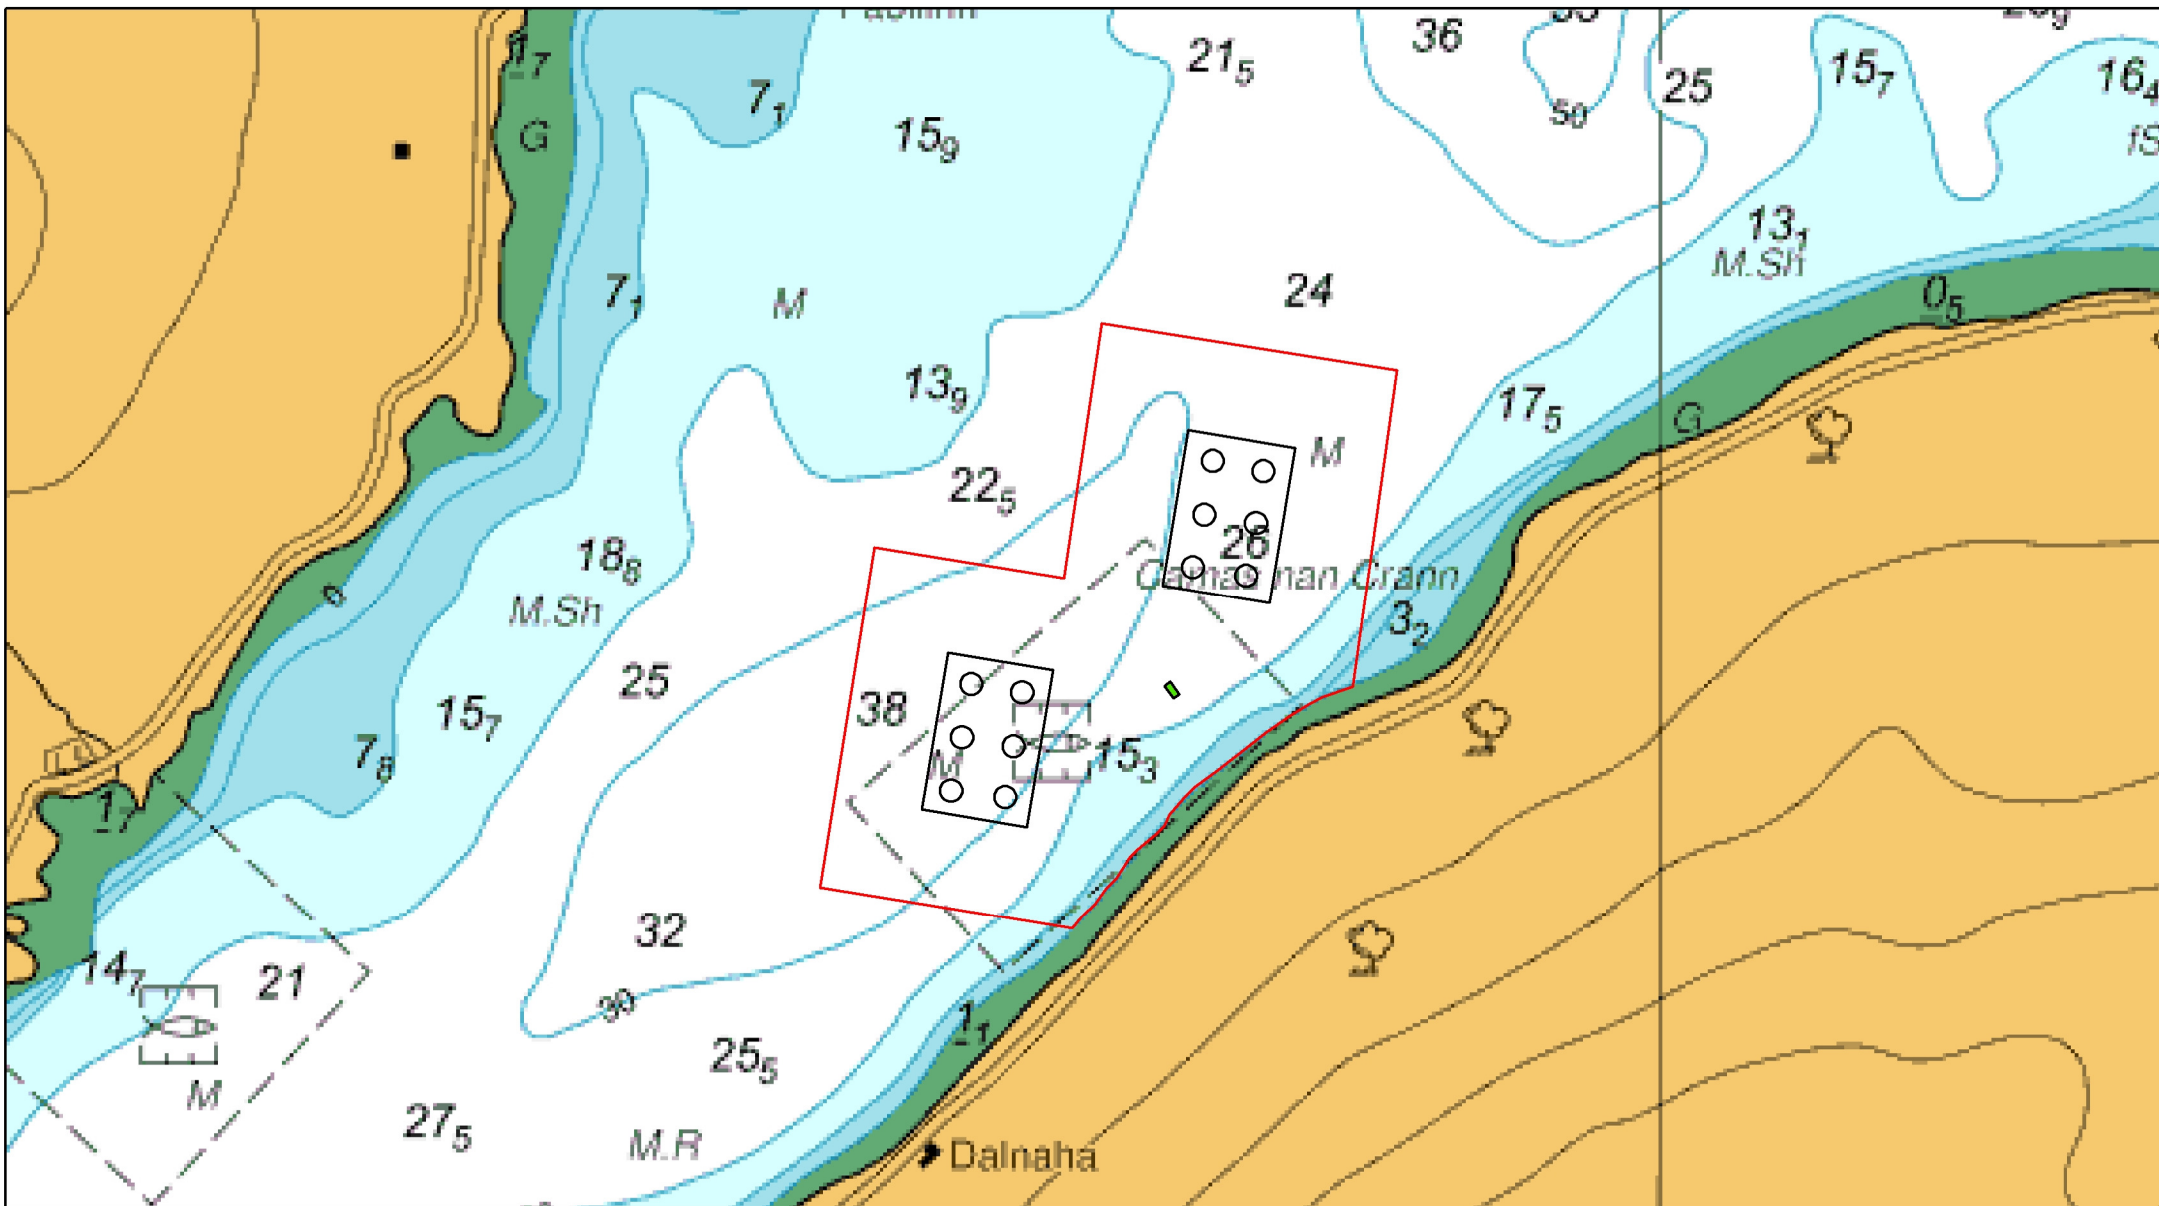 1₇
21₅
36
25
15₇
16₄
7₁
50
G
15₉
fS
13₁
M.Sh
7₁
M
24
0₅
13₉
17₅
G
M
22₅
26
18₈
Camas nan Crann
0
M.Sh
3₂
25
38
15₇
7₈
M
15₃
1₇
32
14₇
21
30
1₁
25₅
M
27₅
M.R
Dalnaha